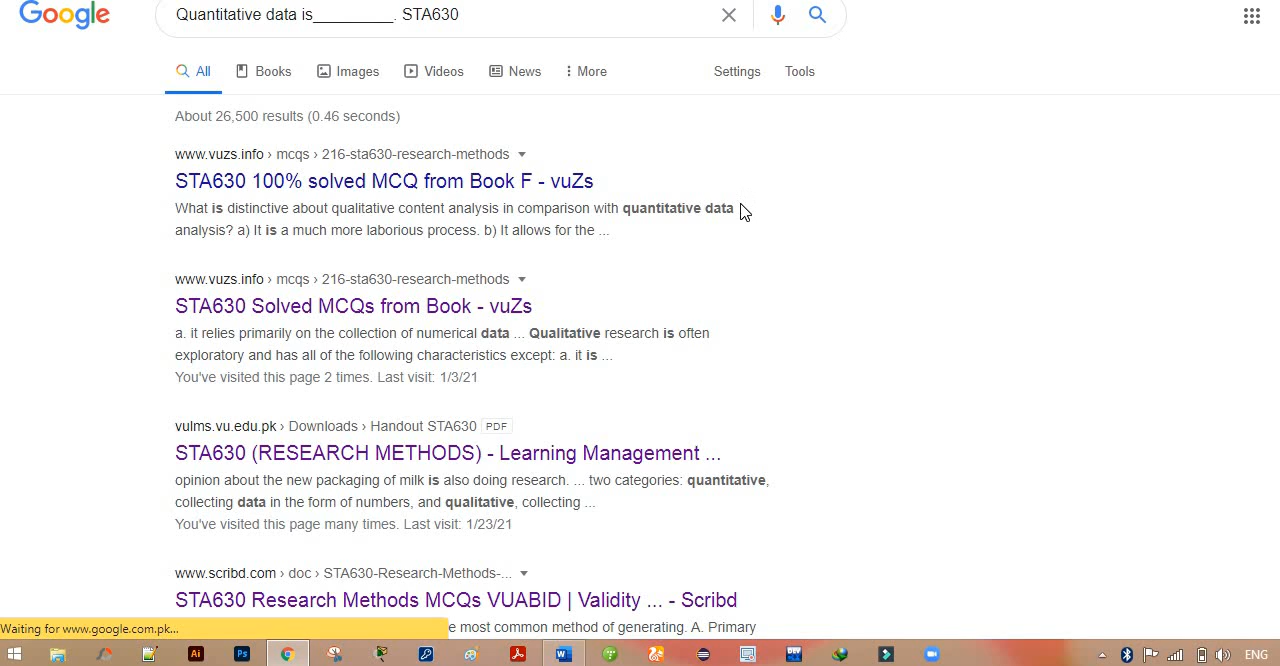 Google
Quantitative data is_________. STA630
All
Books
Images
Videos
News
More
Settings
Tools
About 26,500 results (0.46 seconds)
www.vuzs.info › mcqs › 216-sta630-research-methods
STA630 100% solved MCQ from Book F - vuZs
What is distinctive about qualitative content analysis in comparison with quantitative data
analysis? a) It is a much more laborious process. b) It allows for the ...
www.vuzs.info › mcqs › 216-sta630-research-methods
STA630 Solved MCQs from Book - vuZs
a. it relies primarily on the collection of numerical data ... Qualitative research is often
exploratory and has all of the following characteristics except: a. it is ...
You've visited this page 2 times. Last visit: 1/3/21
vulms.vu.edu.pk › Downloads › Handout STA630 PDF
STA630 (RESEARCH METHODS) - Learning Management ...
opinion about the new packaging of milk is also doing research. ... two categories: quantitative,
collecting data in the form of numbers, and qualitative, collecting ...
You've visited this page many times. Last visit: 1/23/21
www.scribd.com › doc › STA630-Research-Methods-...
STA630 Research Methods MCQs VUABID | Validity ... - Scribd
e most common method of generating. A. Primary
Waiting for www.google.com.pk...
Ai
Ps
ENG